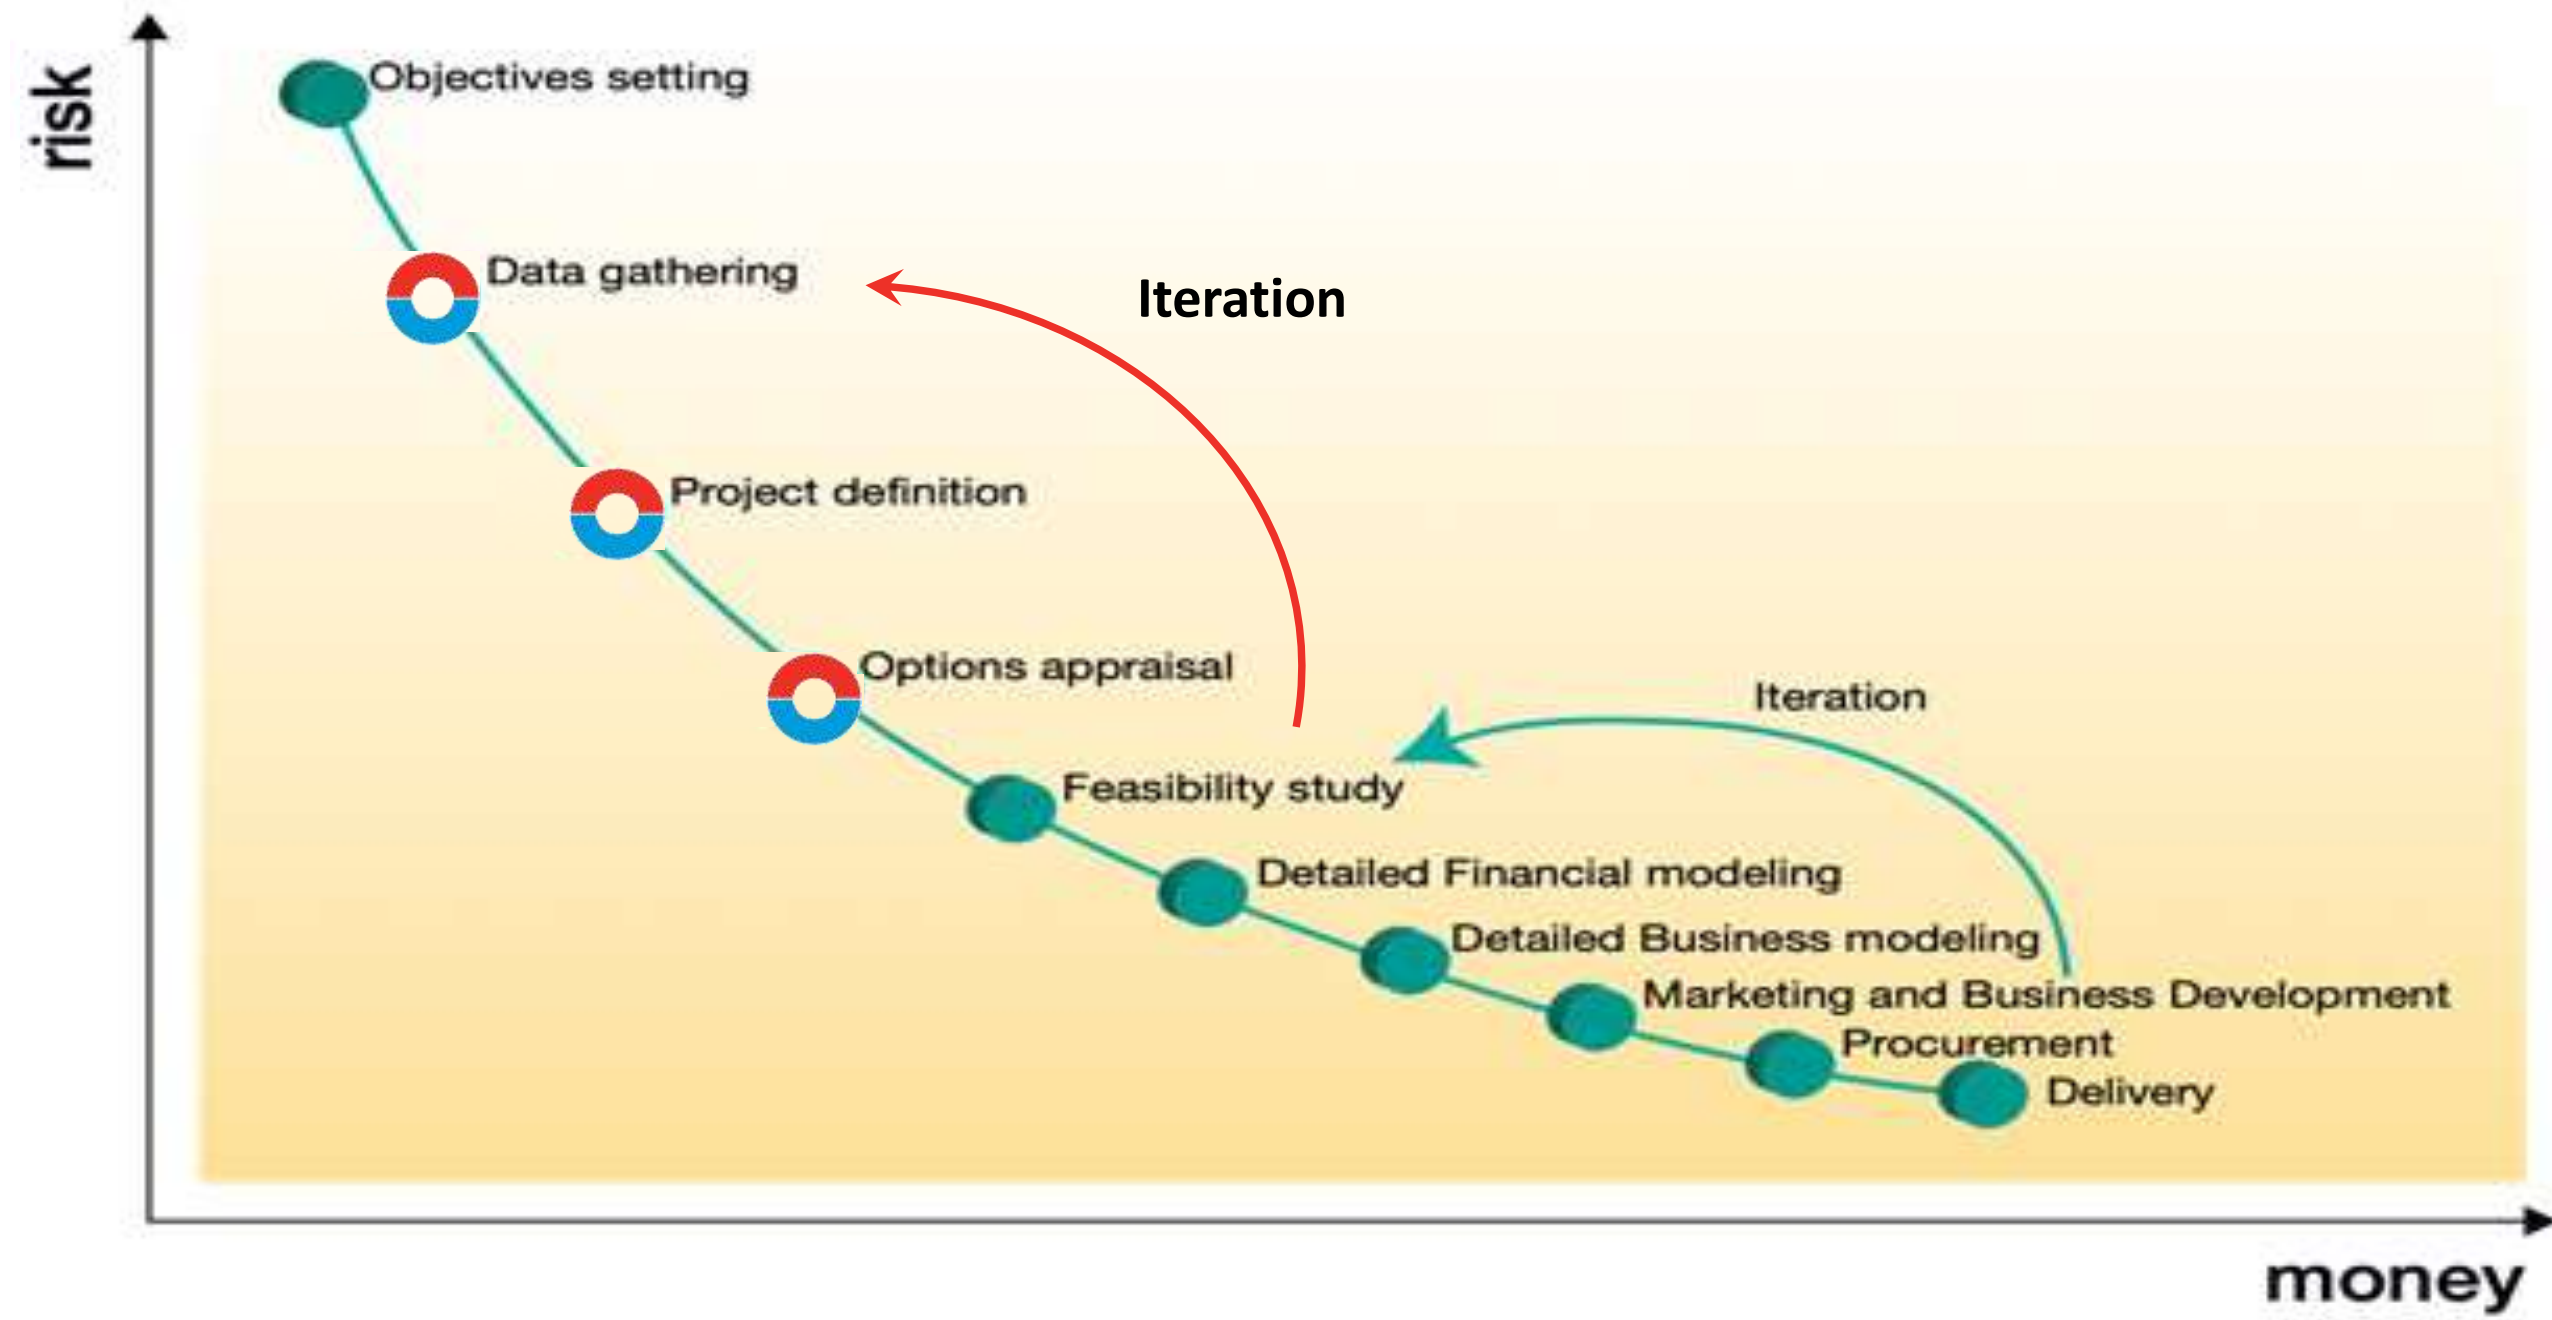 risk
Objectives setting
Data gathering
Iteration
Project definition
Options appraisal
Iteration
Feasibility study
Detailed Financial modeling
Detailed Business modeling
Marketing and Business Development
Procurement
Delivery
money